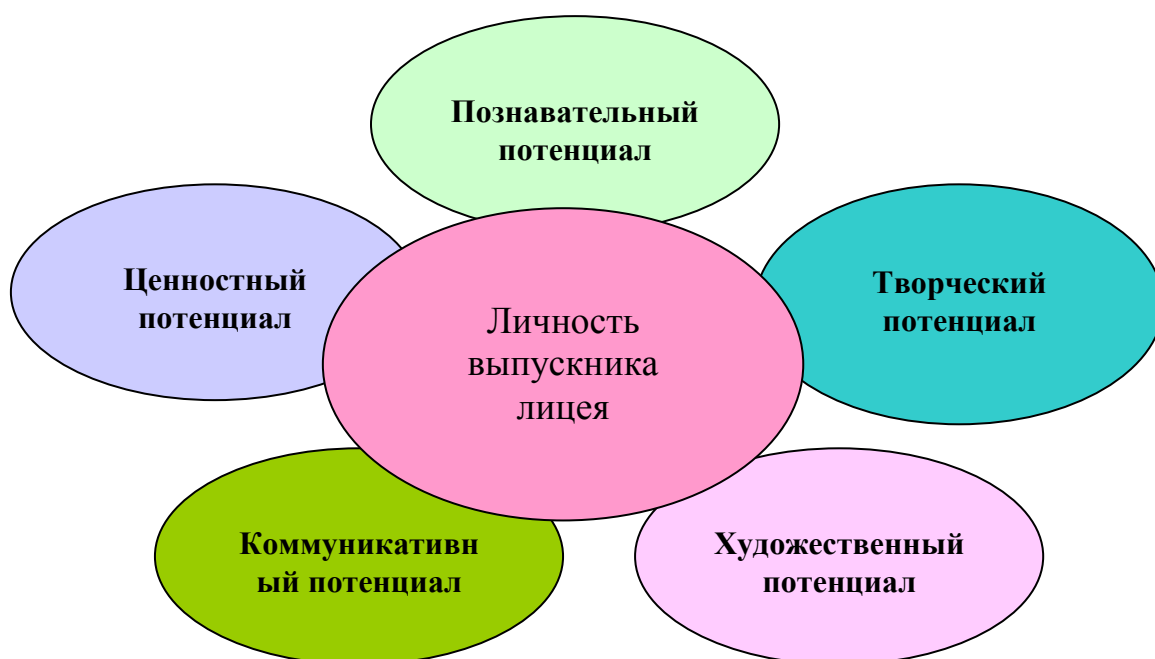 Познавательный
потенциал
Ценностный
потенциал
Творческий
потенциал
Личность
выпускника
лицея
Коммуникативн
ый потенциал
Художественный
потенциал